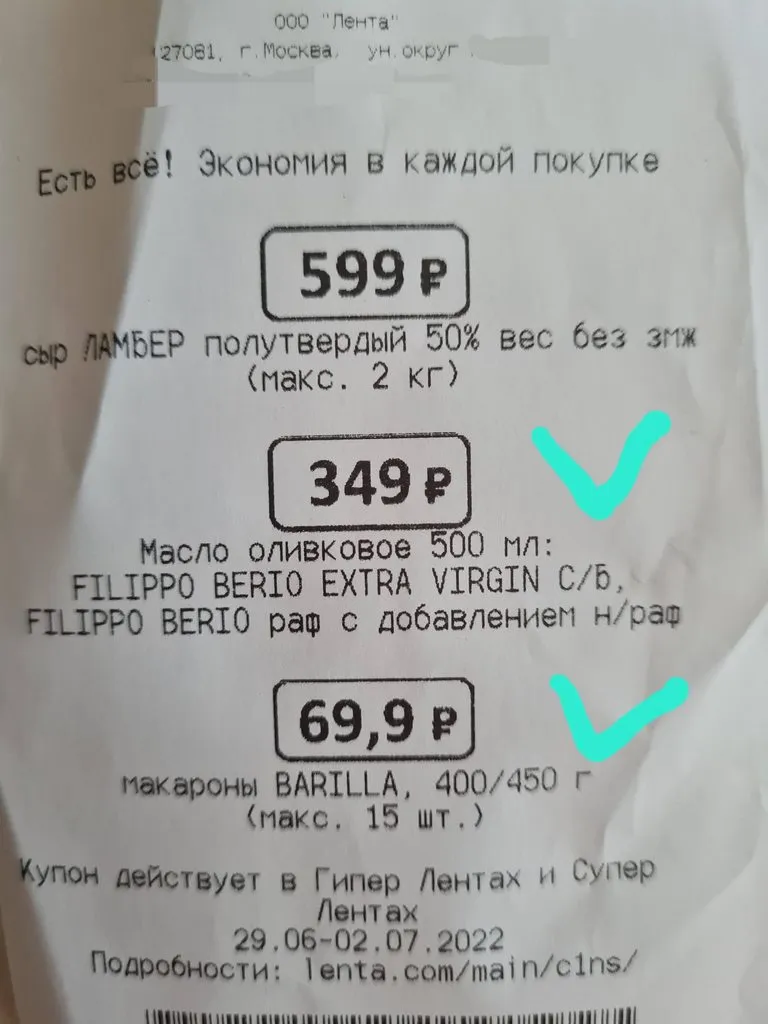 ООО "Лента"
127081, г.Москва, ун.округ
Есть всё! Экономия в каждой покупке
599 ₽
сыр ЛАМБЕР полутвердый 50% вес без змж
(макс. 2 кг)
349 ₽
Масло оливковое 500 мл:
FILIPPO BERIO EXTRA VIRGIN С/Б,
FILIPPO BERIO раф с добавлением н/раф
69,9 ₽
макароны BARILLA, 400/450 г
(макс. 15 шт.)
Купон действует в Гипер Лентах и Супер
Лентах
29.06-02.07.2022
Подробности: lenta.com/main/c1ns/